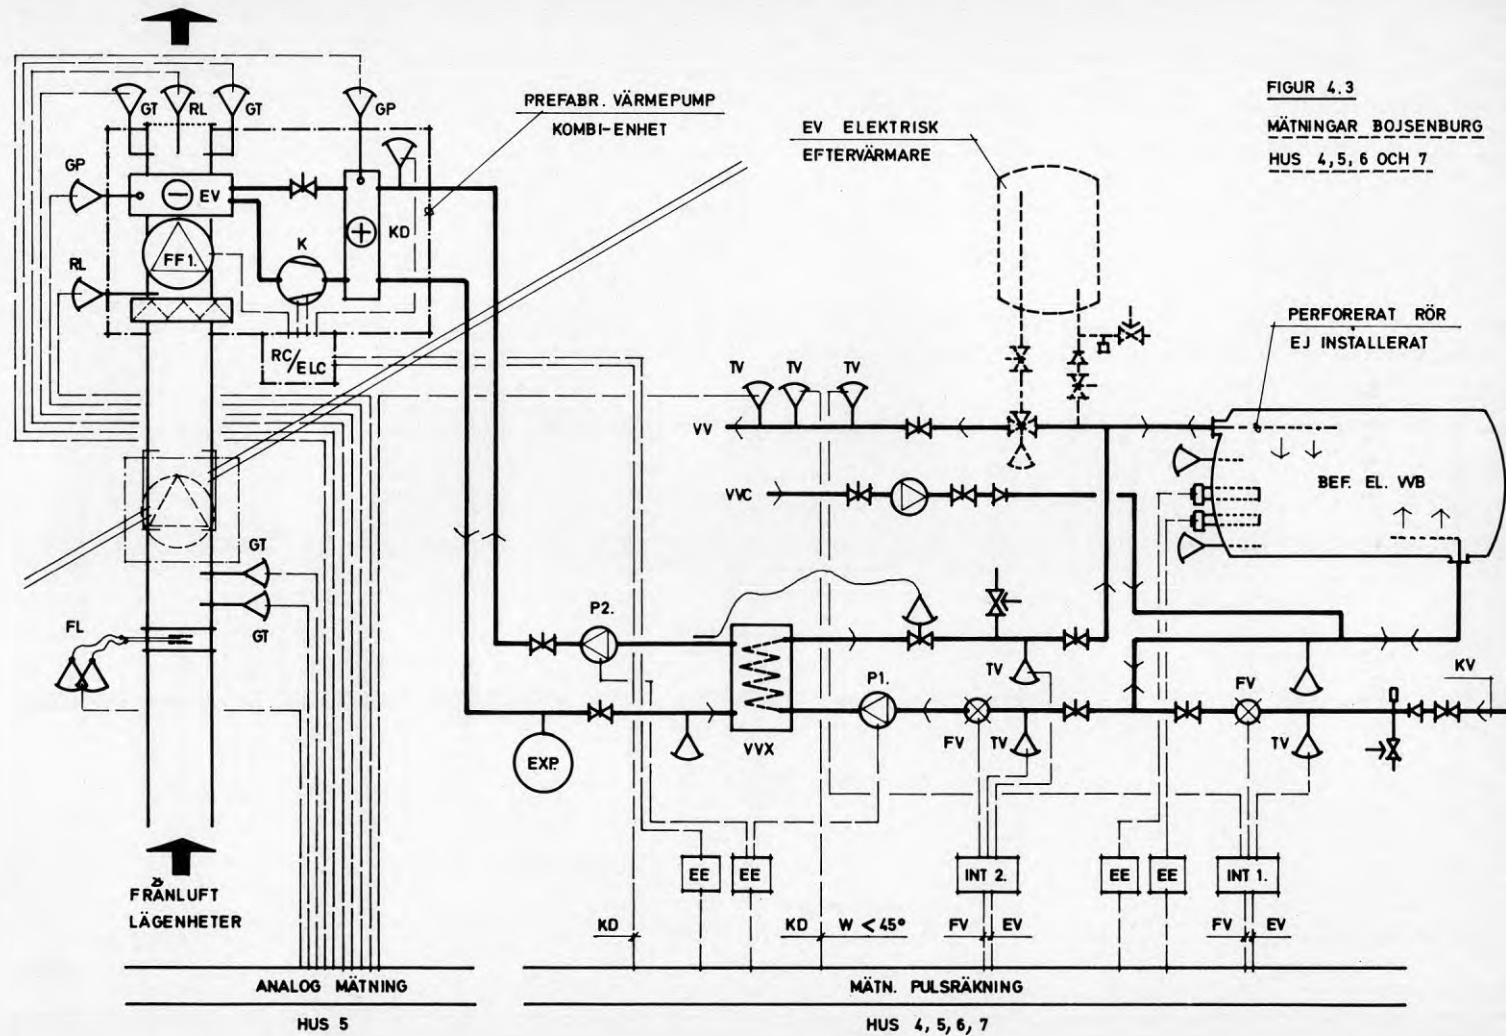 FIGUR 4.3
MÄTNINGAR BOJSENBURG
HUS 4, 5, 6 OCH 7
GT
RL
GT
GP
PREFABR. VÄRMEPUMP
KOMBI-ENHET
EV ELEKTRISK
EFTERVÄRMARE
GP
EV
K
KD
FF1.
RL
RC/ELC
PERFORERAT RÖR
EJ INSTALLERAT
TV
TV
TV
VV
VVC
BEF. EL. VVB
GT
GT
FL
P2.
P1.
TV
FV
KV
VVX
FV
TV
TV
EXP.
FRÅNLUFT
LÄGENHETER
EE
EE
INT 2.
EE
EE
INT 1.
KD
KD
W < 45°
FV
EV
FV
EV
ANALOG MÄTNING
MÄTN. PULSRÄKNING
HUS 5
HUS 4, 5, 6, 7